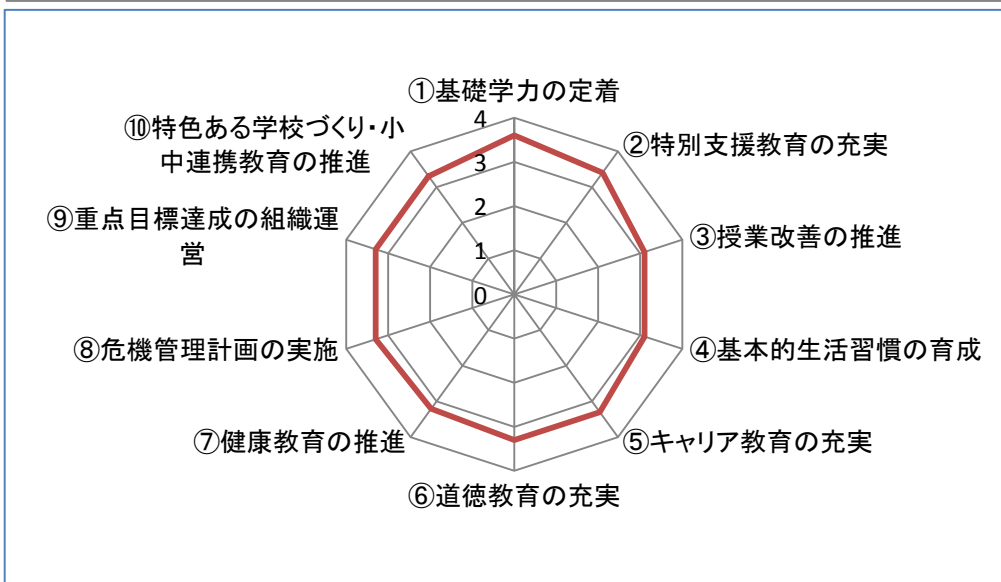 ①基礎学力の定着
②特別支援教育の充実
③授業改善の推進
④基本的生活習慣の育成
⑤キャリア教育の充実
⑥道徳教育の充実
⑦健康教育の推進
⑧危機管理計画の実施
⑨重点目標達成の組織運
営
⑩特色ある学校づくり・小
中連携教育の推進
4
3
2
1
0